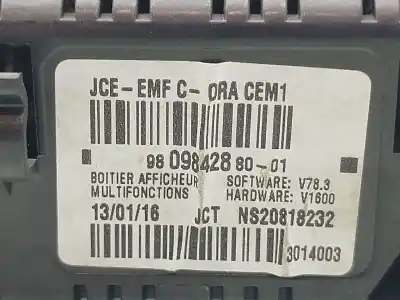 JCE-EMF C- ORA CEM1
98 098428 80-01
BOITIER AFFICHEUR SOFTWARE: V78.3
MULTIFONCTIONS HARDWARE: V1600
13/01/16 JCT NS20818232
3014003